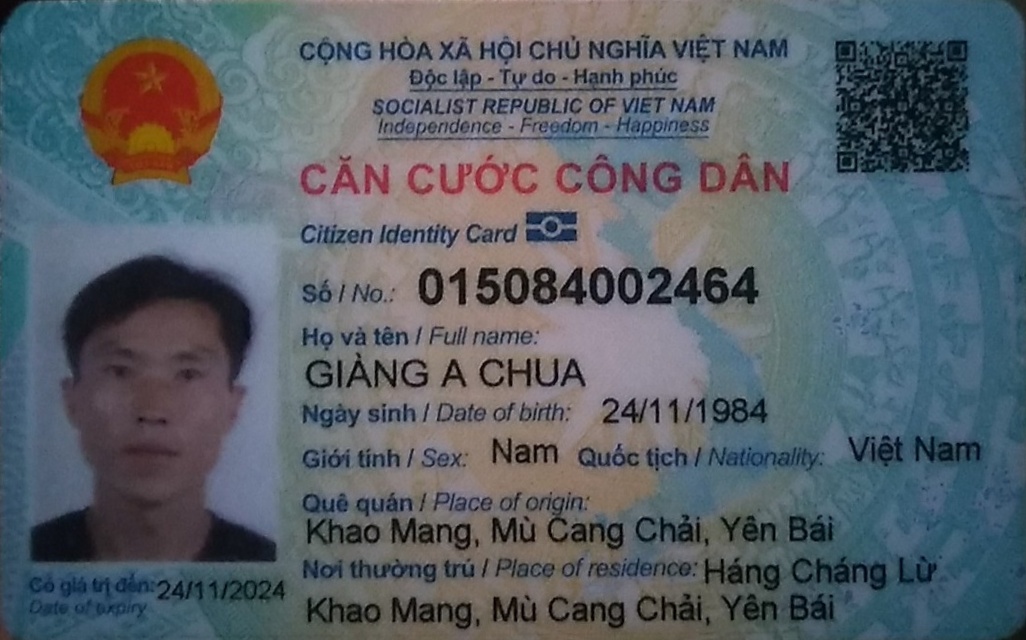 CỘNG HÒA XÃ HỘI CHỦ NGHĨA VIỆT NAM
Độc lập - Tự do - Hạnh phúc
SOCIALIST REPUBLIC OF VIET NAM
Independence - Freedom - Happiness
CĂN CƯỚC CÔNG DÂN
Citizen Identity Card
Số / No.: 015084002464
Họ và tên / Full name:
GIÀNG A CHUA
Ngày sinh / Date of birth: 24/11/1984
Giới tính / Sex: Nam Quốc tịch / Nationality: Việt Nam
Quê quán / Place of origin:
Khao Mang, Mù Cang Chải, Yên Bái
Nơi thường trú / Place of residence: Háng Cháng Lừ
Khao Mang, Mù Cang Chải, Yên Bái
Có giá trị đến: 24/11/2024
Date of expiry